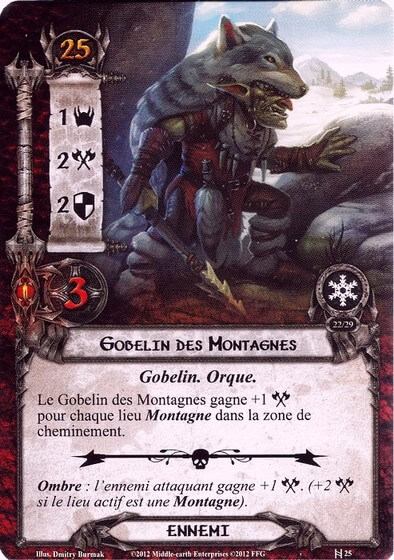 25
1
2
2
3
22/29
Gobelin des Montagnes
Gobelin. Orque.
Le Gobelin des Montagnes gagne +1
pour chaque lieu Montagne dans la zone de
cheminement.
Ombre : l'ennemi attaquant gagne +1 . (+2
si le lieu actif est une Montagne).
ENNEMI
Illus. Dmitry Burmak ©2012 Middle-earth Enterprises ©2012 FFG 25